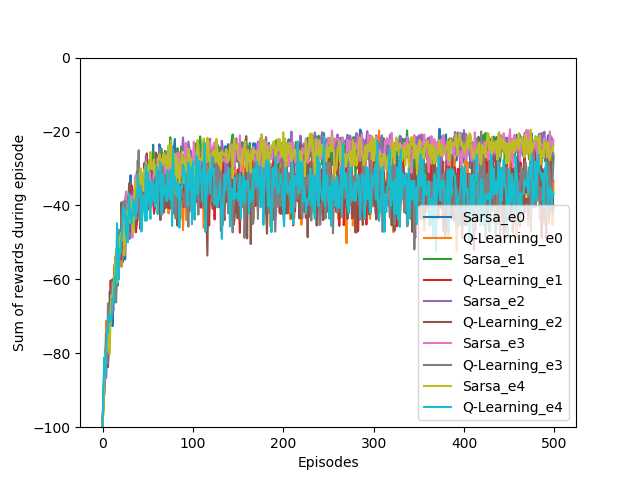 0
−20
−40
−60
−80
−100
Sum of rewards during episode
0
100
200
300
400
500
Episodes
Sarsa_e0
Q-Learning_e0
Sarsa_e1
Q-Learning_e1
Sarsa_e2
Q-Learning_e2
Sarsa_e3
Q-Learning_e3
Sarsa_e4
Q-Learning_e4